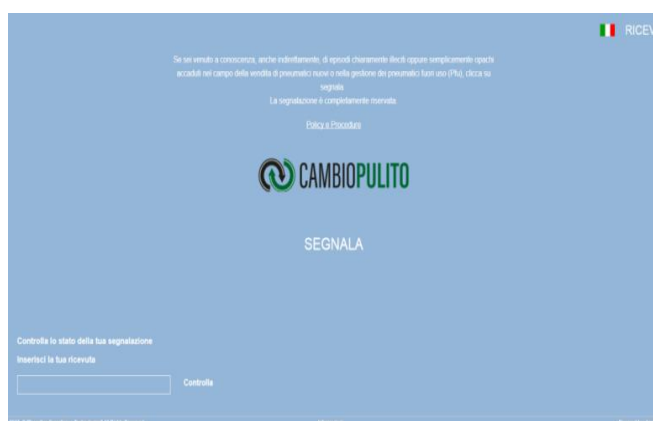 RICEV
Se sei venuto a conoscenza, anche indirettamente, di episodi chiaramente illeciti oppure semplicemente opachi
accaduti nel campo della vendita di pneumatici nuovi o nella gestione dei pneumatici fuori uso (Pfu), clicca su
segnala.
La segnalazione è completamente riservata.
Policy e Procedure
CAMBIOPULITO
SEGNALA
Controlla lo stato della tua segnalazione
Inserisci la tua ricevuta
Controlla